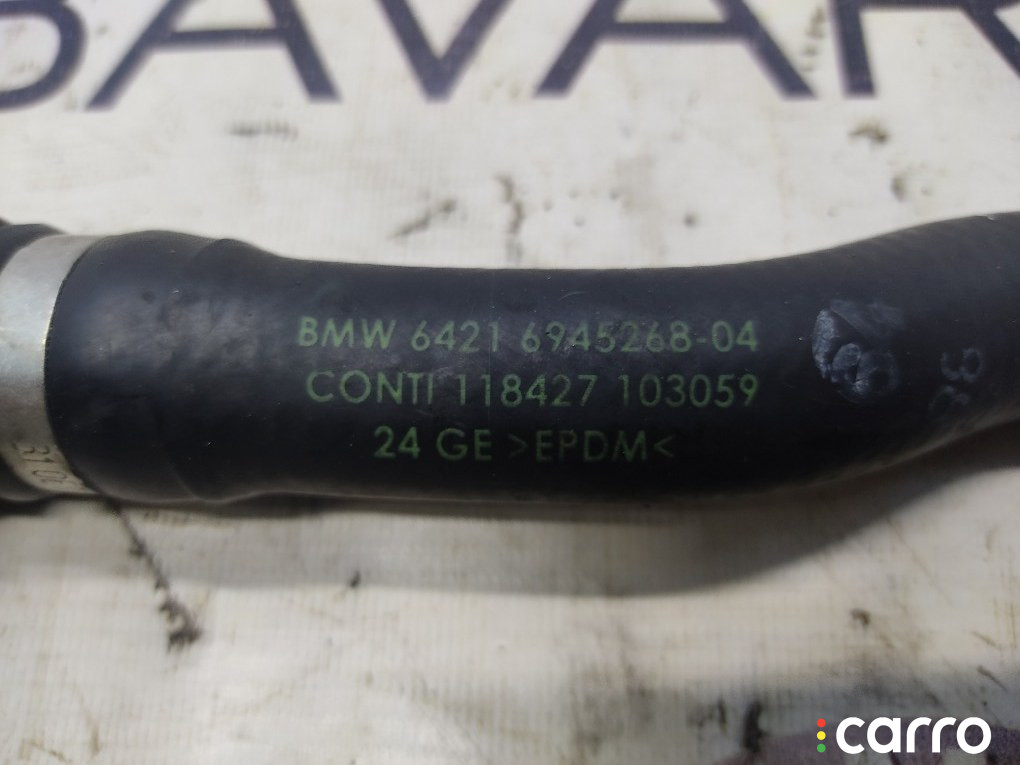 BAVAR
BMW 6421 6945268-04
CONTI 118427 103059
24 GE >EPDM<
carro